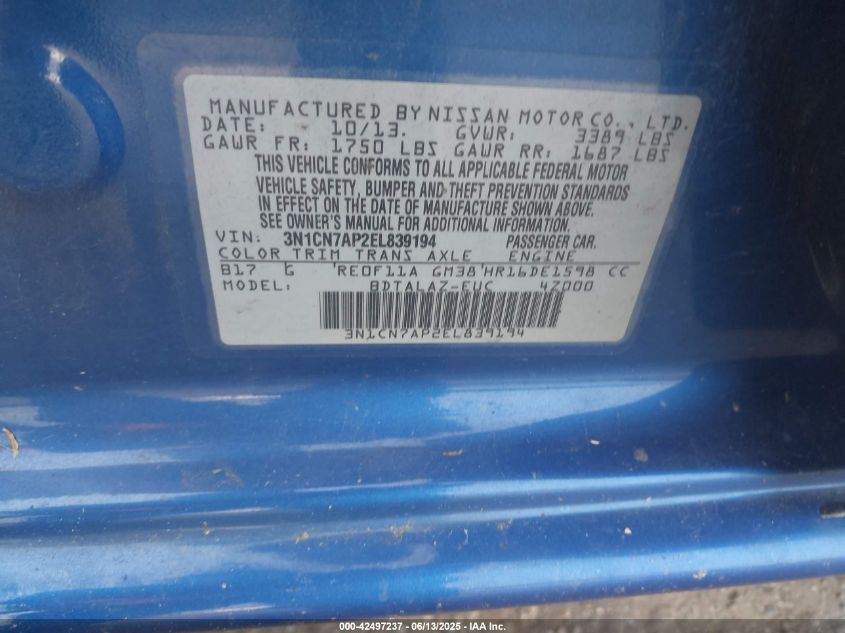 MANUFACTURED BY NISSAN MOTOR CO., LTD.
DATE: 10/13. GVWR: 3389 LBS
GAWR FR: 1750 LBS GAWR RR: 1687 LBS
THIS VEHICLE CONFORMS TO ALL APPLICABLE FEDERAL MOTOR
VEHICLE SAFETY, BUMPER AND THEFT PREVENTION STANDARDS
IN EFFECT ON THE DATE OF MANUFACTURE SHOWN ABOVE.
SEE OWNER'S MANUAL FOR ADDITIONAL INFORMATION.
VIN: 3N1CN7AP2EL839194 PASSENGER CAR.
COLOR TRIM TRANS AXLE ENGINE
B17 G 'RE0F11A GM38'HR16DE1598 CC
MODEL: BDTALAZ-EUC 4Z000
3N1CN7AP2EL839194
000-42497237 - 06/13/2025 - IAA Inc.